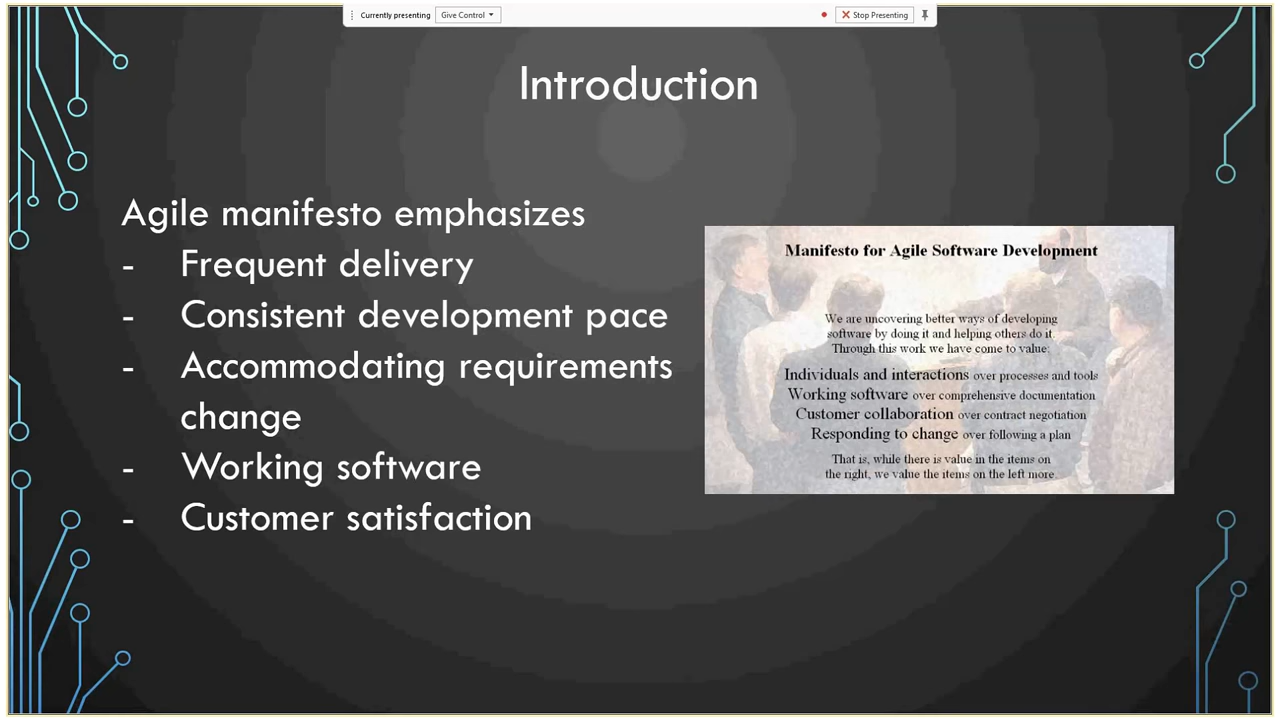 Currently presenting Give Control Stop Presenting
Introduction
Agile manifesto emphasizes
- Frequent delivery
- Consistent development pace
- Accommodating requirements
change
- Working software
- Customer satisfaction
Manifesto for Agile Software Development
We are uncovering better ways of developing
software by doing it and helping others do it.
Through this work we have come to value:
Individuals and interactions over processes and tools
Working software over comprehensive documentation
Customer collaboration over contract negotiation
Responding to change over following a plan
That is, while there is value in the items on
the right, we value the items on the left more.